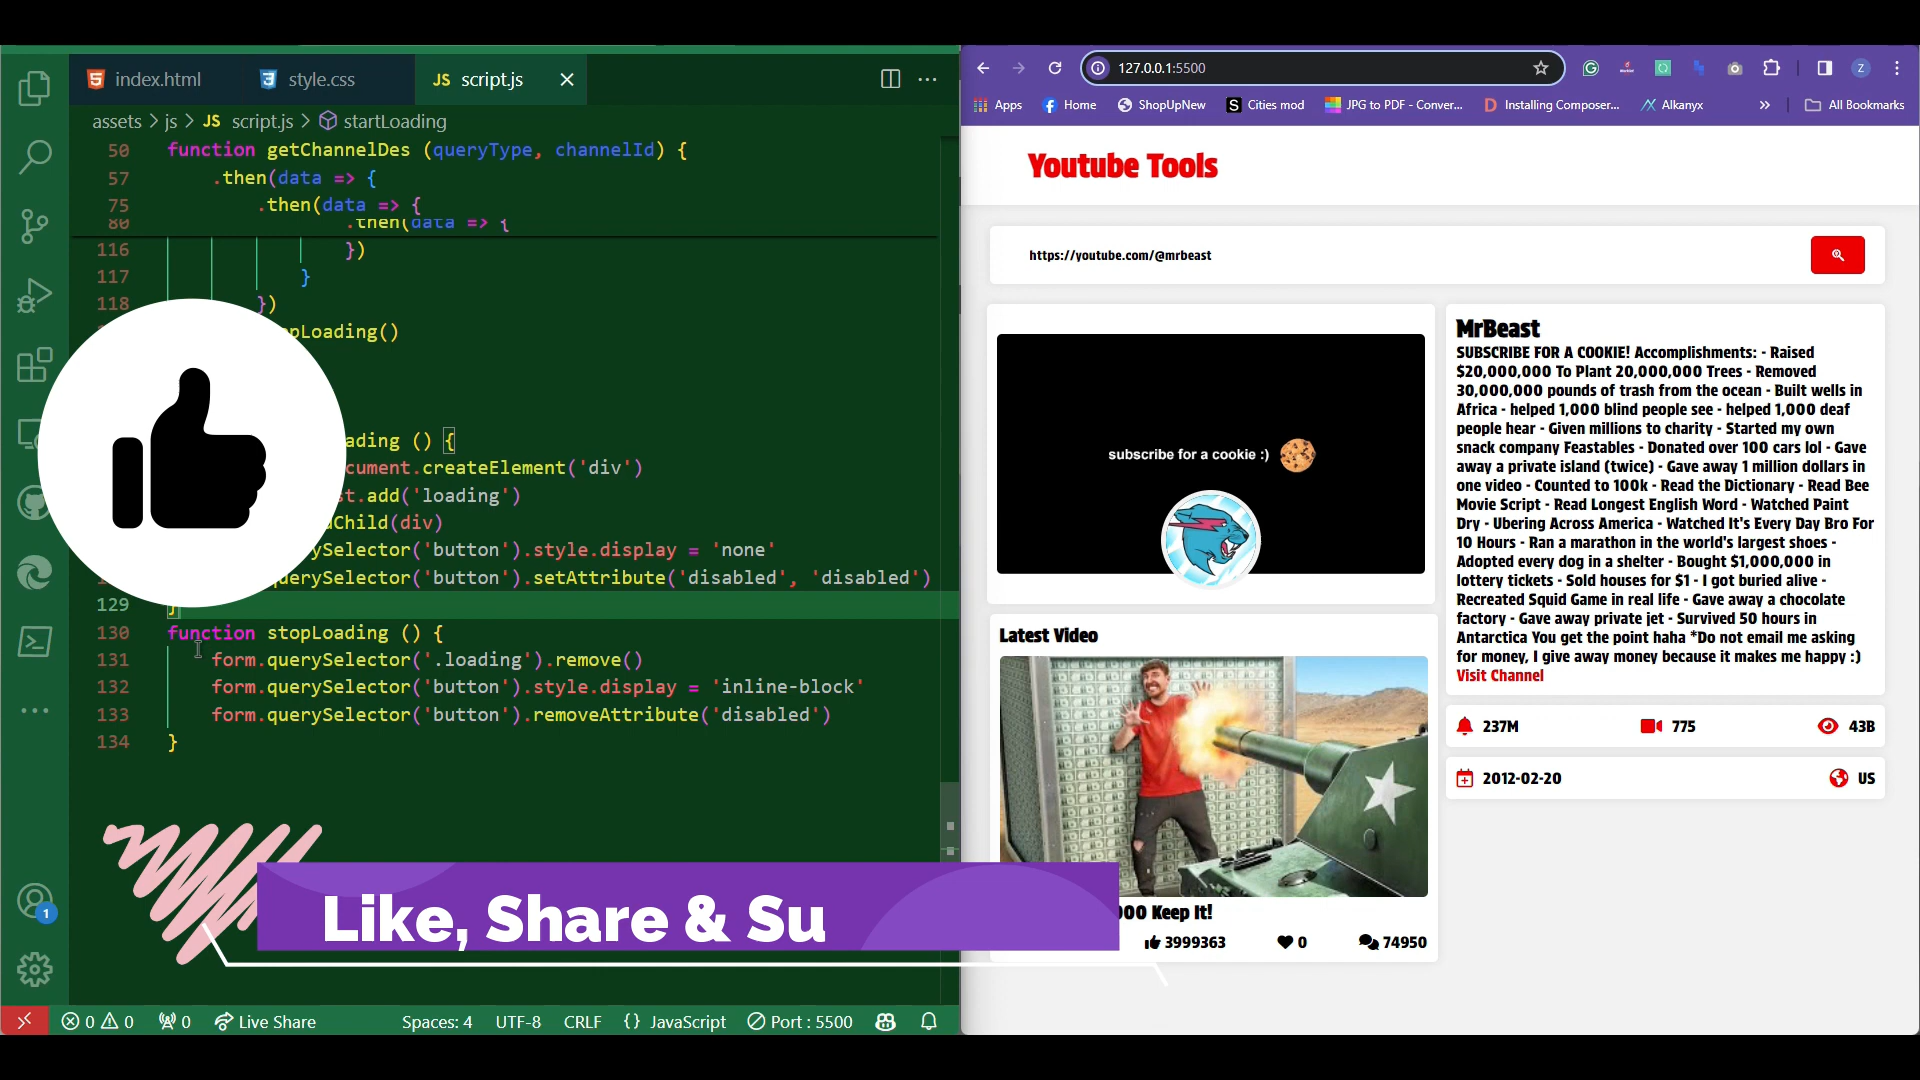 index.html
style.css
JS script.js
assets > js > JS script.js > startLoading
50 function getChannelDes (queryType, channelId) {
57 .then(data => {
75 .then(data => {
80 .then(data => {
116 })
117 }
118 })
pLoading()
ading () {
cument.createElement('div')
t.add('loading')
dChild(div)
ySelector('button').style.display = 'none'
querySelector('button').setAttribute('disabled', 'disabled')
129 }
130 function stopLoading () {
131 form.querySelector('.loading').remove()
132 form.querySelector('button').style.display = 'inline-block'
133 form.querySelector('button').removeAttribute('disabled')
134 }
1
Like, Share & Su
0 0 0 Live Share Spaces: 4 UTF-8 CRLF {} JavaScript Port : 5500
127.0.0.1:5500
Z
Apps Home ShopUpNew Cities mod JPG to PDF - Conver... Installing Composer... Alkanyx » All Bookmarks
Youtube Tools
https://youtube.com/@mrbeast
subscribe for a cookie :)
Latest Video
000 Keep It!
3999363 0 74950
MrBeast
SUBSCRIBE FOR A COOKIE! Accomplishments: - Raised
$20,000,000 To Plant 20,000,000 Trees - Removed
30,000,000 pounds of trash from the ocean - Built wells in
Africa - helped 1,000 blind people see - helped 1,000 deaf
people hear - Given millions to charity - Started my own
snack company Feastables - Donated over 100 cars lol - Gave
away a private island (twice) - Gave away 1 million dollars in
one video - Counted to 100k - Read the Dictionary - Read Bee
Movie Script - Read Longest English Word - Watched Paint
Dry - Ubering Across America - Watched It's Every Day Bro For
10 Hours - Ran a marathon in the world's largest shoes -
Adopted every dog in a shelter - Bought $1,000,000 in
lottery tickets - Sold houses for $1 - I got buried alive -
Recreated Squid Game in real life - Gave away a chocolate
factory - Gave away private jet - Survived 50 hours in
Antarctica You get the point haha *Do not email me asking
for money, I give away money because it makes me happy :)
Visit Channel
237M 775 43B
2012-02-20 US